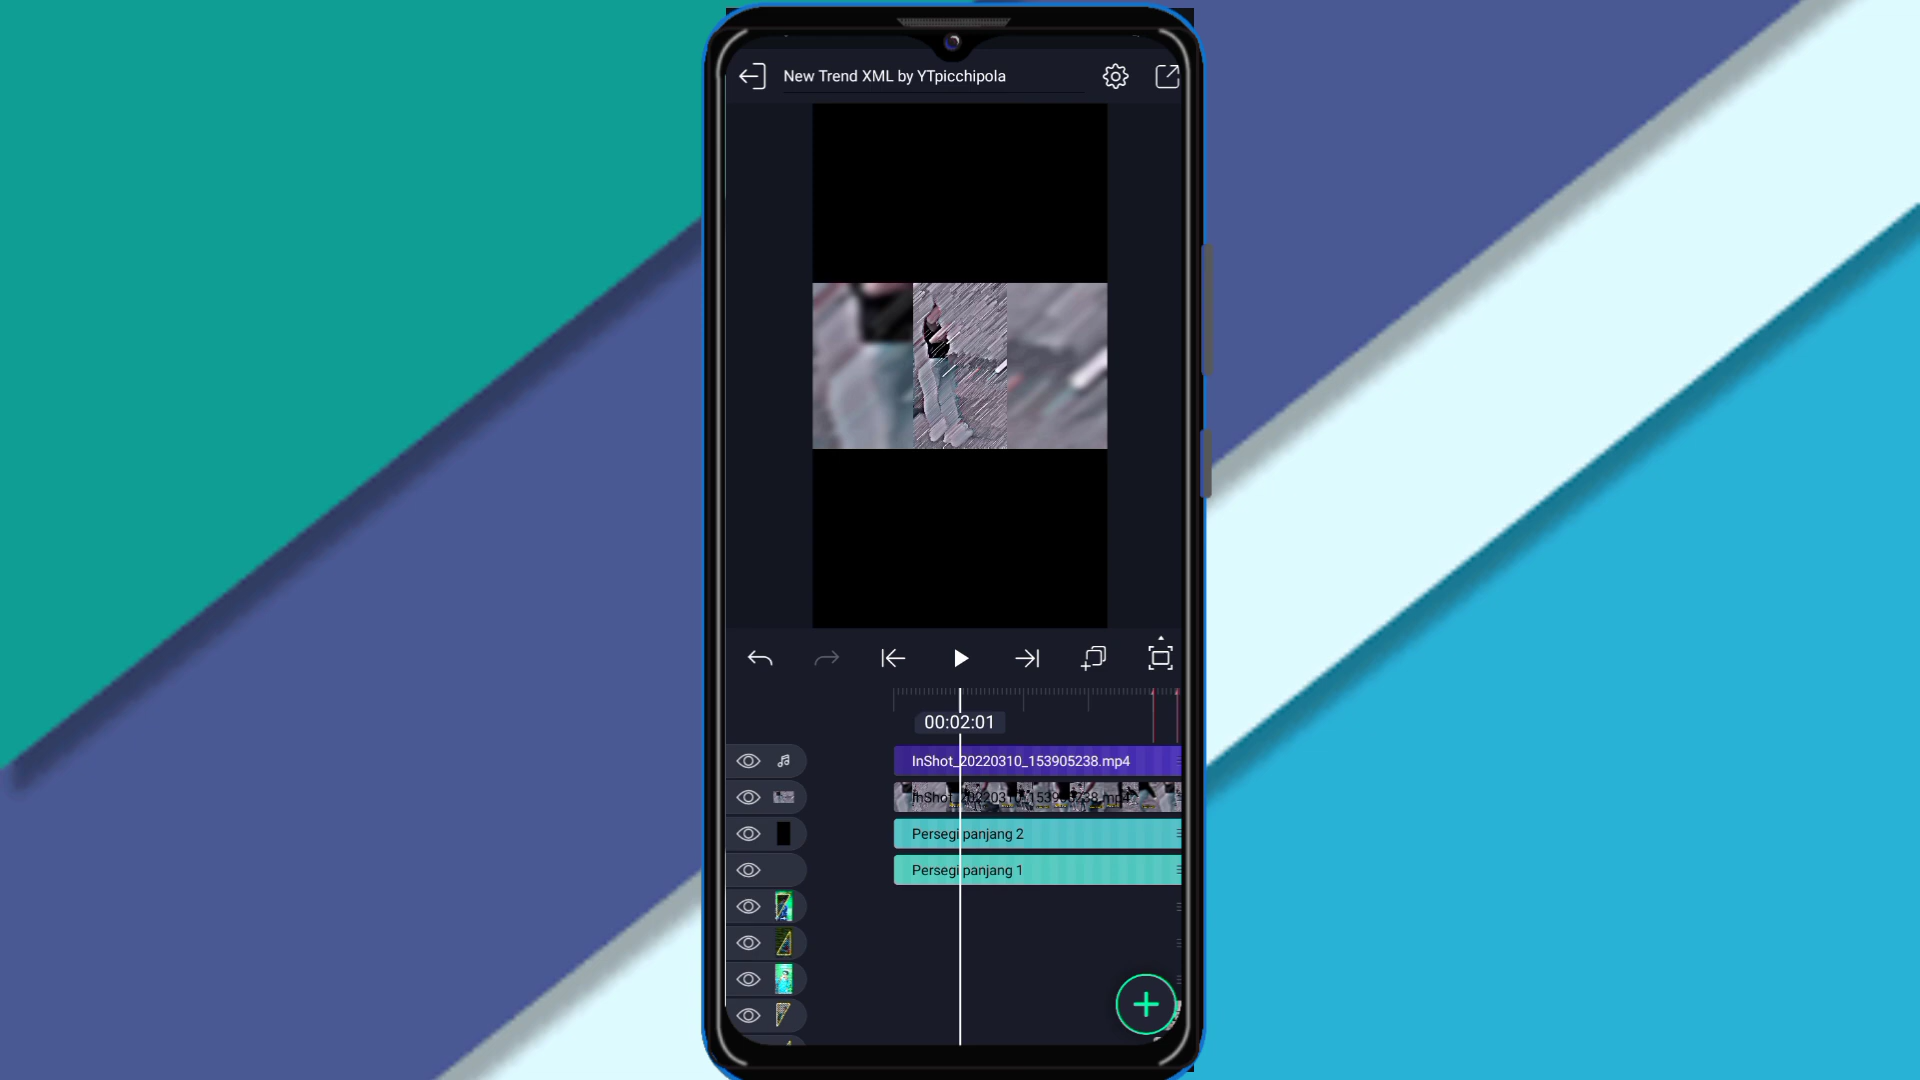 New Trend XML by YTpicchipola
00:02:01
InShot_20220310_153905238.mp4
InShot_20220310_153905238.mp4
Persegi panjang 2
Persegi panjang 1